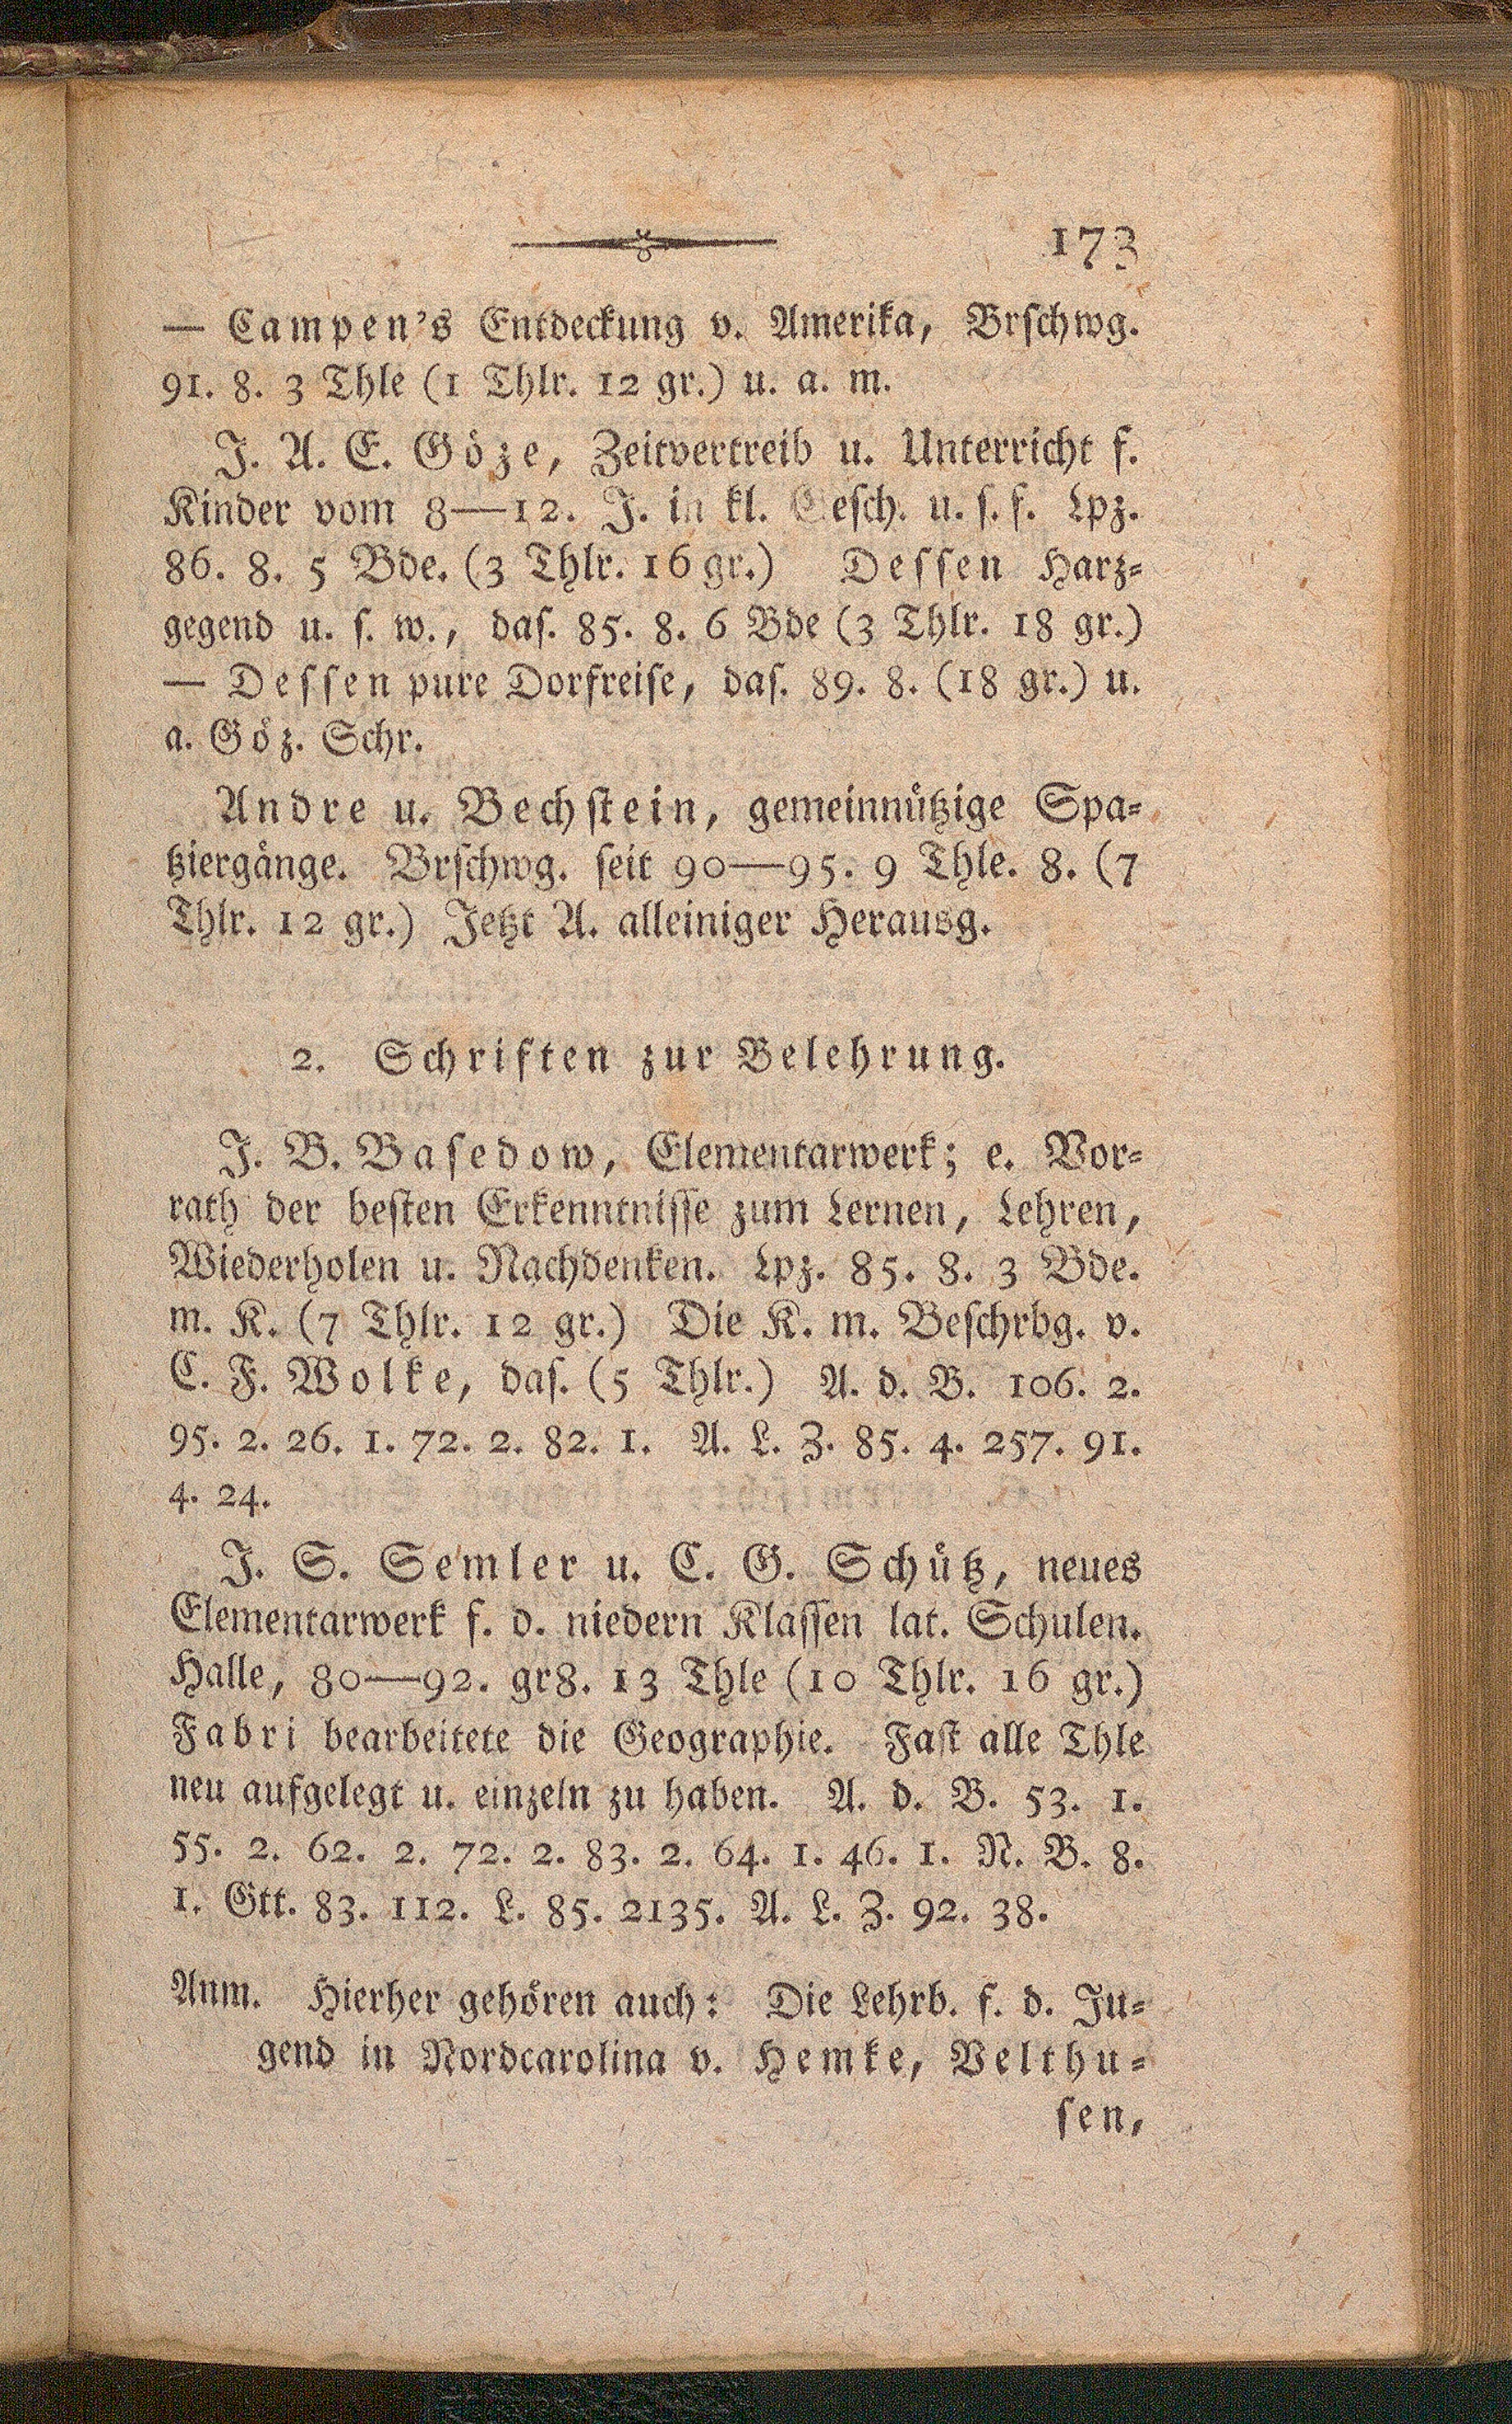 173
— Campen's Entdeckung v. Amerika, Brschwg.
91. 8. 3 Thle (1 Thlr. 12 gr.) u. a. m.
J. A. E. Göze, Zeitvertreib u. Unterricht f.
Kinder vom 8—12. J. in kl. Gesch. u. s. f. Lpz.
86. 8. 5 Bde. (3 Thlr. 16 gr.) Dessen Harz-
gegend u. s. w., das. 85. 8. 6 Bde (3 Thlr. 18 gr.)
— Dessen pure Dorfreise, das. 89. 8. (18 gr.) u.
a. Göz. Schr.
Andre u. Bechstein, gemeinnützige Spa-
tziergänge. Brschwg. seit 90—95. 9 Thle. 8. (7
Thlr. 12 gr.) Jetzt A. alleiniger Herausg.
2. Schriften zur Belehrung.
J. B. Basedow, Elementarwerk; e. Vor-
rath der besten Erkenntnisse zum Lernen, Lehren,
Wiederholen u. Nachdenken. Lpz. 85. 8. 3 Bde.
m. K. (7 Thlr. 12 gr.) Die K. m. Beschrbg. v.
C. F. Wolke, das. (5 Thlr.) A. d. B. 106. 2.
95. 2. 26. 1. 72. 2. 82. 1. A. L. Z. 85. 4. 257. 91.
4. 24.
J. S. Semler u. C. G. Schütz, neues
Elementarwerk f. d. niedern Klassen lat. Schulen.
Halle, 80—92. gr8. 13 Thle (10 Thlr. 16 gr.)
Fabri bearbeitete die Geographie. Fast alle Thle
neu aufgelegt u. einzeln zu haben. A. d. B. 53. 1.
55. 2. 62. 2. 72. 2. 83. 2. 64. 1. 46. 1. N. B. 8.
1. Gtt. 83. 112. L. 85. 2135. A. L. Z. 92. 38.
Anm. Hierher gehören auch: Die Lehrb. f. d. Ju-
gend in Nordcarolina v. Hemke, Velthu-
sen,